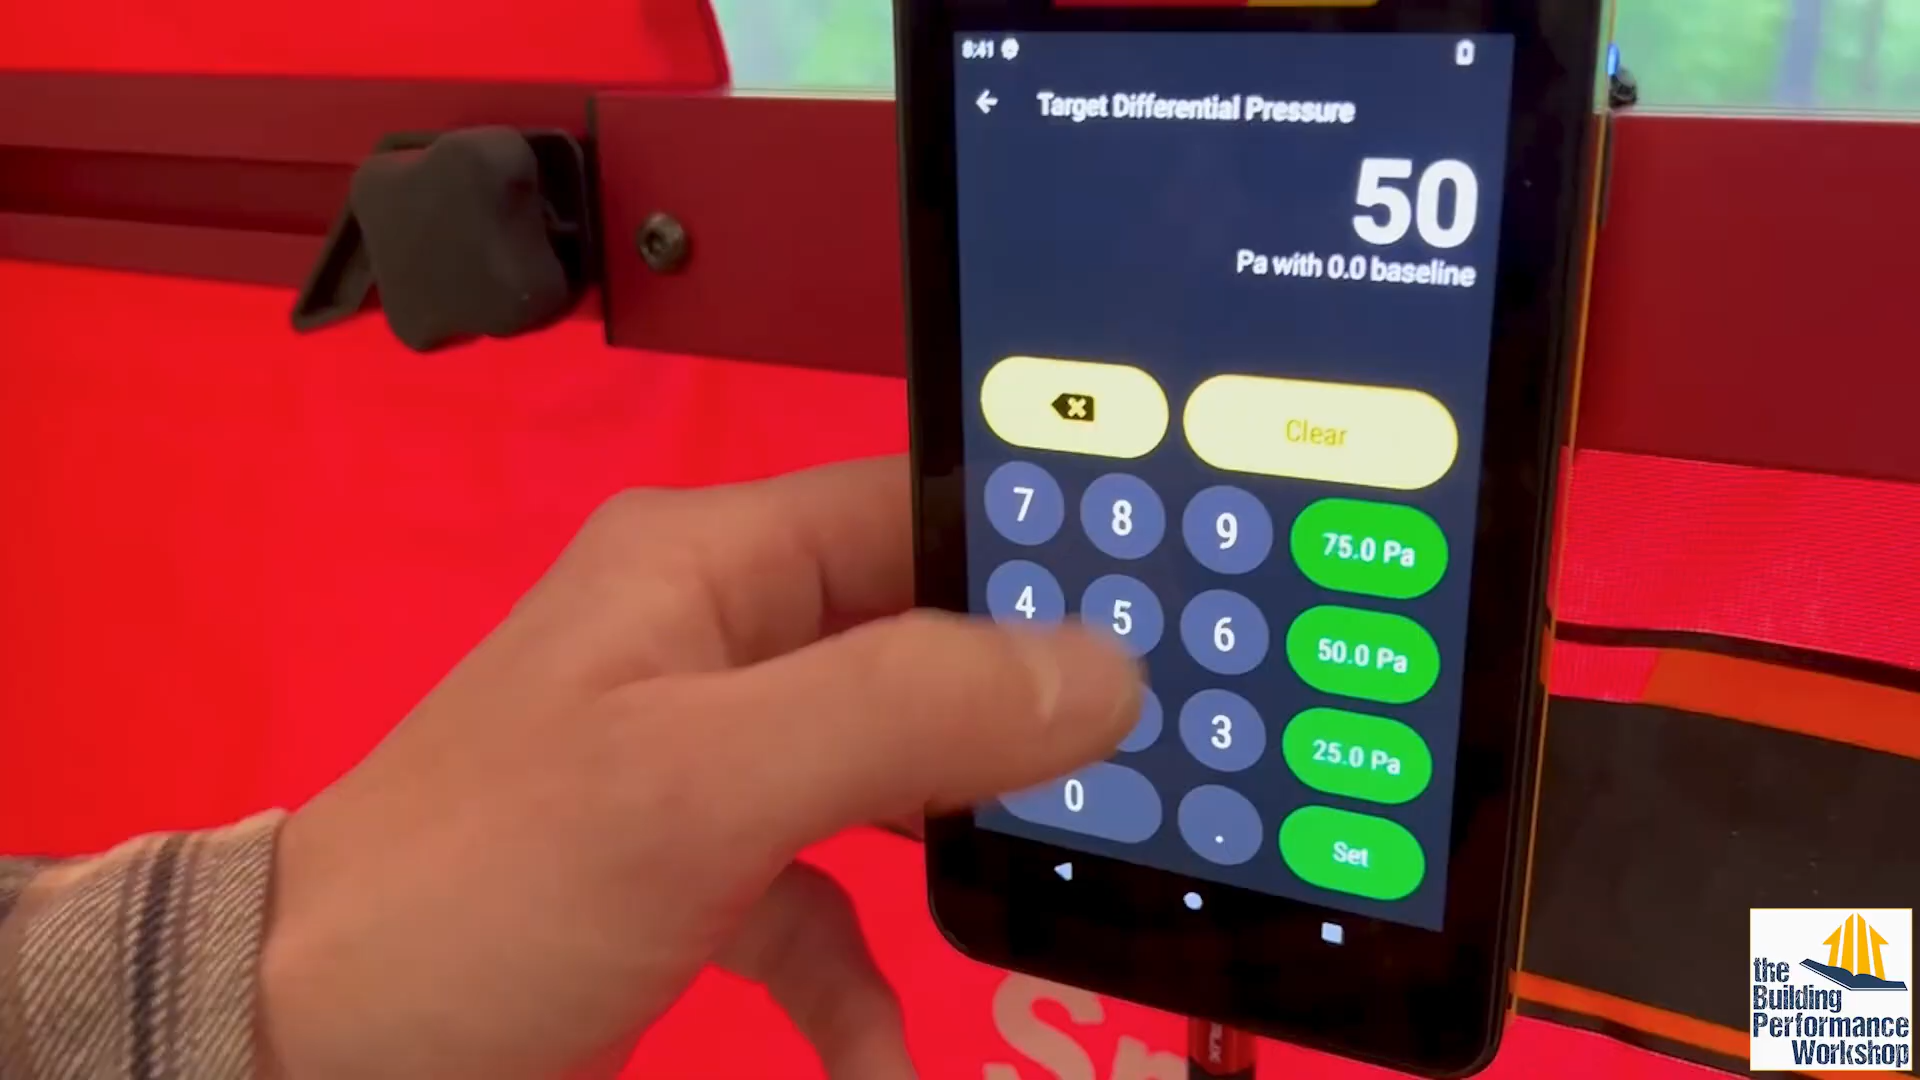 8:41
Target Differential Pressure
50
Pa with 0.0 baseline
Clear
7 8 9 75.0 Pa
4 5 6 50.0 Pa
3 25.0 Pa
0 . Set
the
Building
Performance
Workshop